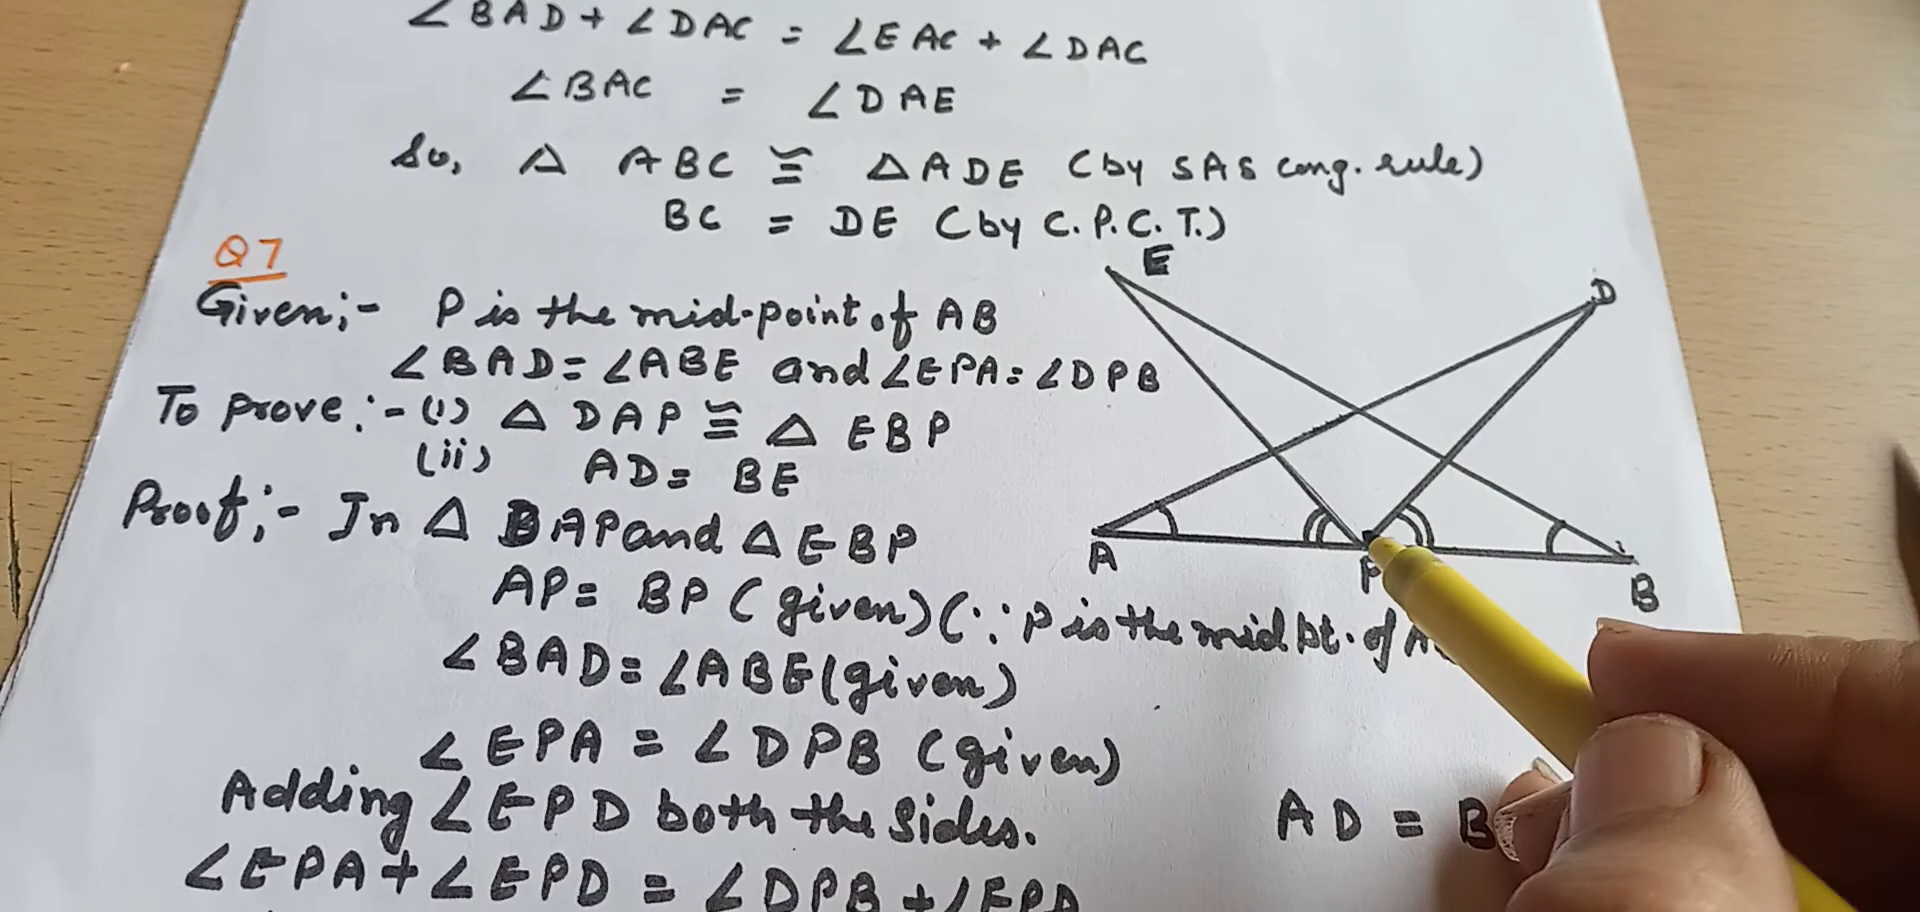 ∠BAD + ∠DAC = ∠EAC + ∠DAC
∠BAC = ∠DAE
So, △ ABC ≅ △ADE (by SAS cong. rule)
BC = DE (by C.P.C.T.)
Q7
Given;- P is the mid-point of AB
∠BAD = ∠ABE and ∠EPA = ∠DPB
To prove:- (i) △ DAP ≅ △ EBP
(ii) AD = BE
Proof;- In △ BAP and △ EBP
AP = BP (given) (∵ P is the mid pt. of
∠BAD = ∠ABE (given)
∠EPA = ∠DPB (given)
Adding ∠EPD both the sides.
∠EPA + ∠EPD = ∠DPB + ∠EPD
E
D
A
P
B
AD = B